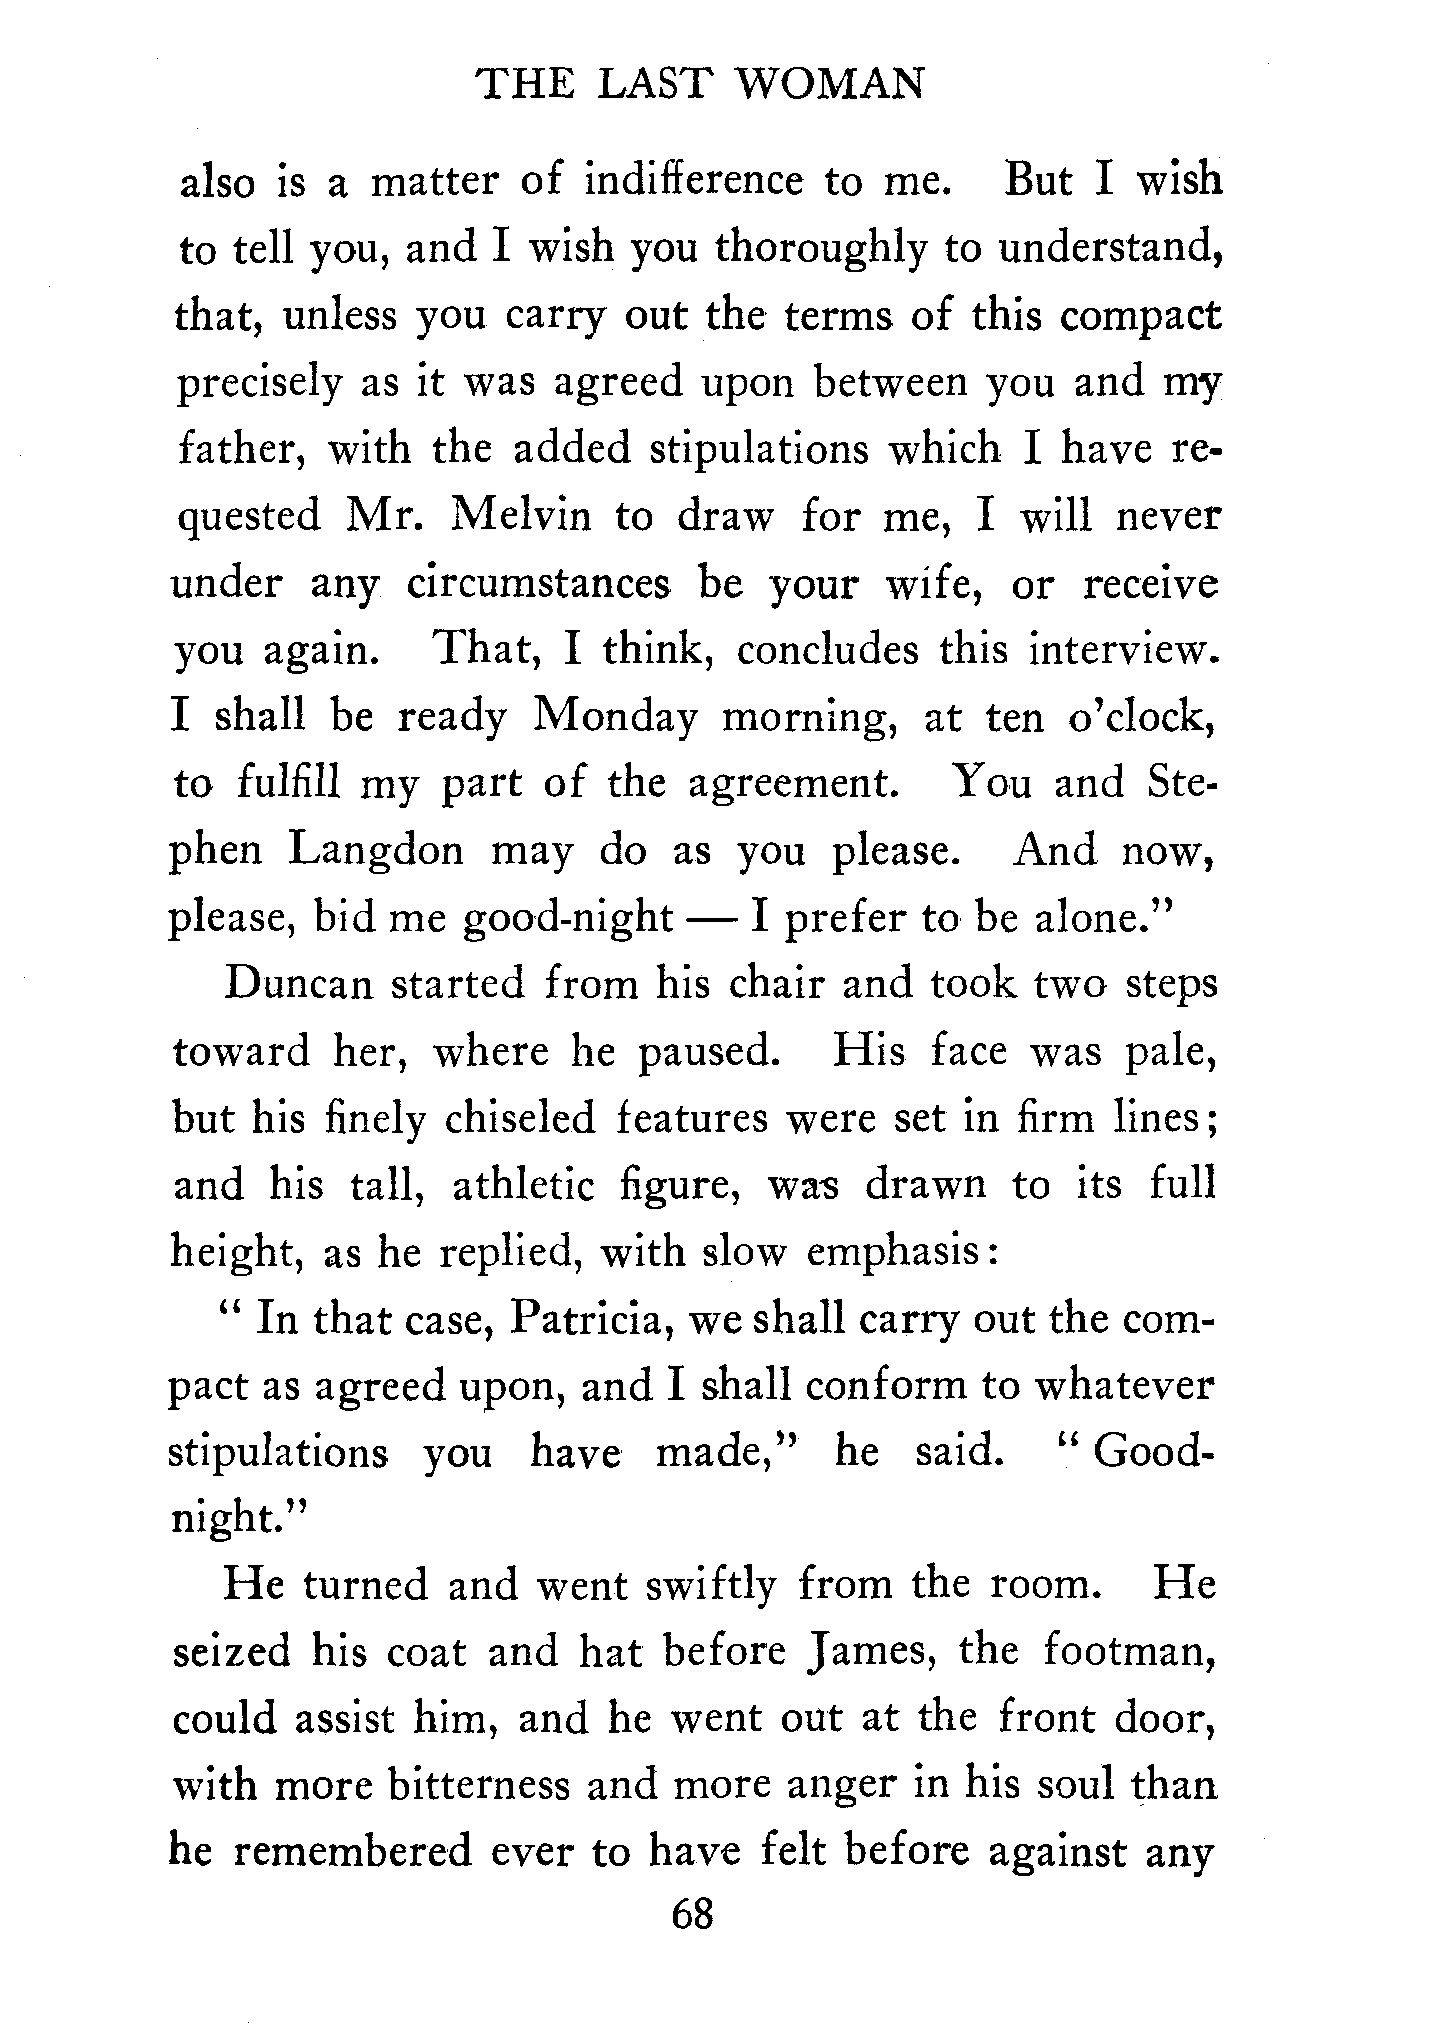 THE LAST WOMAN
also is a matter of indifference to me. But I wish
to tell you, and I wish you thoroughly to understand,
that, unless you carry out the terms of this compact
precisely as it was agreed upon between you and my
father, with the added stipulations which I have re-
quested Mr. Melvin to draw for me, I will never
under any circumstances be your wife, or receive
you again. That, I think, concludes this interview.
I shall be ready Monday morning, at ten o'clock,
to fulfill my part of the agreement. You and Ste-
phen Langdon may do as you please. And now,
please, bid me good-night — I prefer to be alone."
Duncan started from his chair and took two steps
toward her, where he paused. His face was pale,
but his finely chiseled features were set in firm lines;
and his tall, athletic figure, was drawn to its full
height, as he replied, with slow emphasis:
" In that case, Patricia, we shall carry out the com-
pact as agreed upon, and I shall conform to whatever
stipulations you have made," he said. " Good-
night."
He turned and went swiftly from the room. He
seized his coat and hat before James, the footman,
could assist him, and he went out at the front door,
with more bitterness and more anger in his soul than
he remembered ever to have felt before against any
68